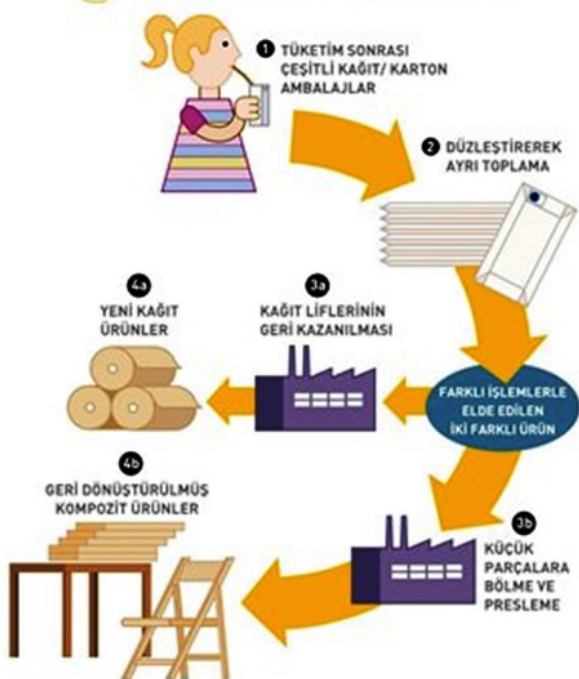 1 TÜKETİM SONRASI
ÇEŞİTLİ KAĞIT/ KARTON
AMBALAJLAR
2 DÜZLEŞTİREREK
AYRI TOPLAMA
FARKLI İŞLEMLERLE
ELDE EDİLEN
İKİ FARKLI ÜRÜN
3a
KAĞIT LİFLERİNİN
GERİ KAZANILMASI
4a
YENİ KAĞIT
ÜRÜNLER
3b
KÜÇÜK
PARÇALARA
BÖLME VE
PRESLEME
4b
GERİ DÖNÜŞTÜRÜLMÜŞ
KOMPOZİT ÜRÜNLER